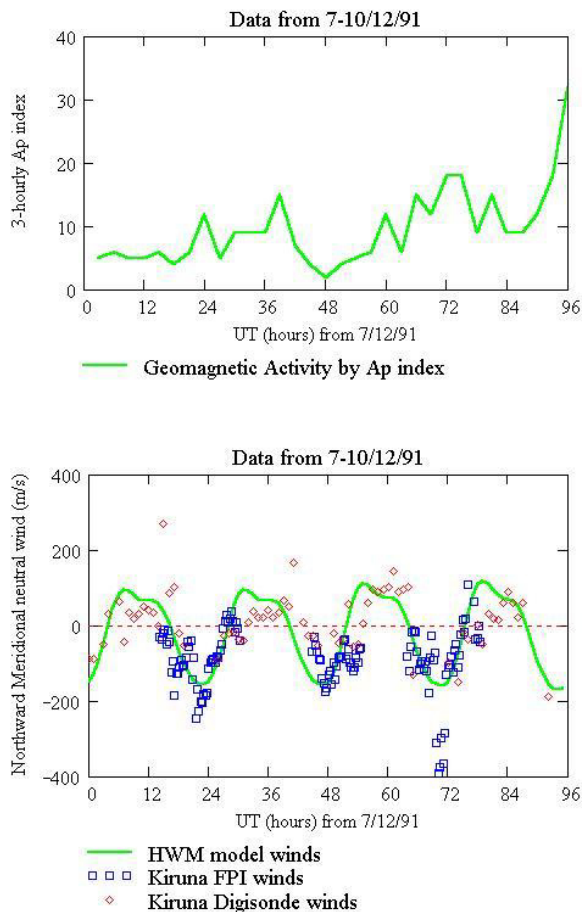 Data from 7-10/12/91
40
30
20
10
0
3-hourly Ap index
0 12 24 36 48 60 72 84 96
UT (hours) from 7/12/91
Geomagnetic Activity by Ap index
Data from 7-10/12/91
400
200
0
-200
-400
Northward Meridional neutral wind (m/s)
0 12 24 36 48 60 72 84 96
UT (hours) from 7/12/91
HWM model winds
Kiruna FPI winds
Kiruna Digisonde winds